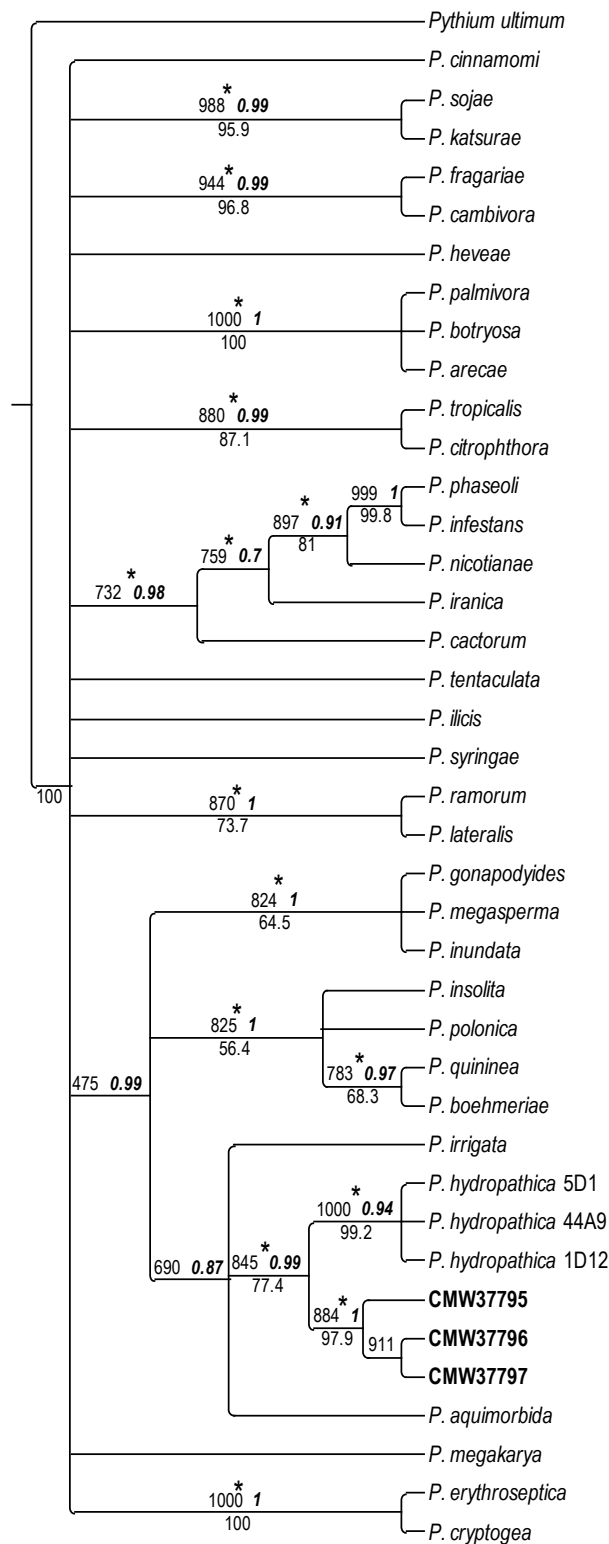 Pythium ultimum
P. cinnamomi
*
988 0.99
95.9
P. sojae
P. katsurae
*
944 0.99
96.8
P. fragariae
P. cambivora
P. heveae
*
1000 1
100
P. palmivora
P. botryosa
P. arecae
*
880 0.99
87.1
P. tropicalis
P. citrophthora
999 1
99.8
P. phaseoli
P. infestans
*
897 0.91
81
P. nicotianae
*
759 0.7
P. iranica
*
732 0.98
P. cactorum
P. tentaculata
P. ilicis
P. syringae
100
*
870 1
73.7
P. ramorum
P. lateralis
*
824 1
64.5
P. gonapodyides
P. megasperma
P. inundata
*
825 1
56.4
P. insolita
P. polonica
*
783 0.97
68.3
P. quininea
P. boehmeriae
475 0.99
P. irrigata
*
1000 0.94
99.2
P. hydropathica 5D1
P. hydropathica 44A9
P. hydropathica 1D12
690 0.87
*
845 0.99
77.4
*
884 1
97.9
CMW37795
911
CMW37796
CMW37797
P. aquimorbida
P. megakarya
*
1000 1
100
P. erythroseptica
P. cryptogea